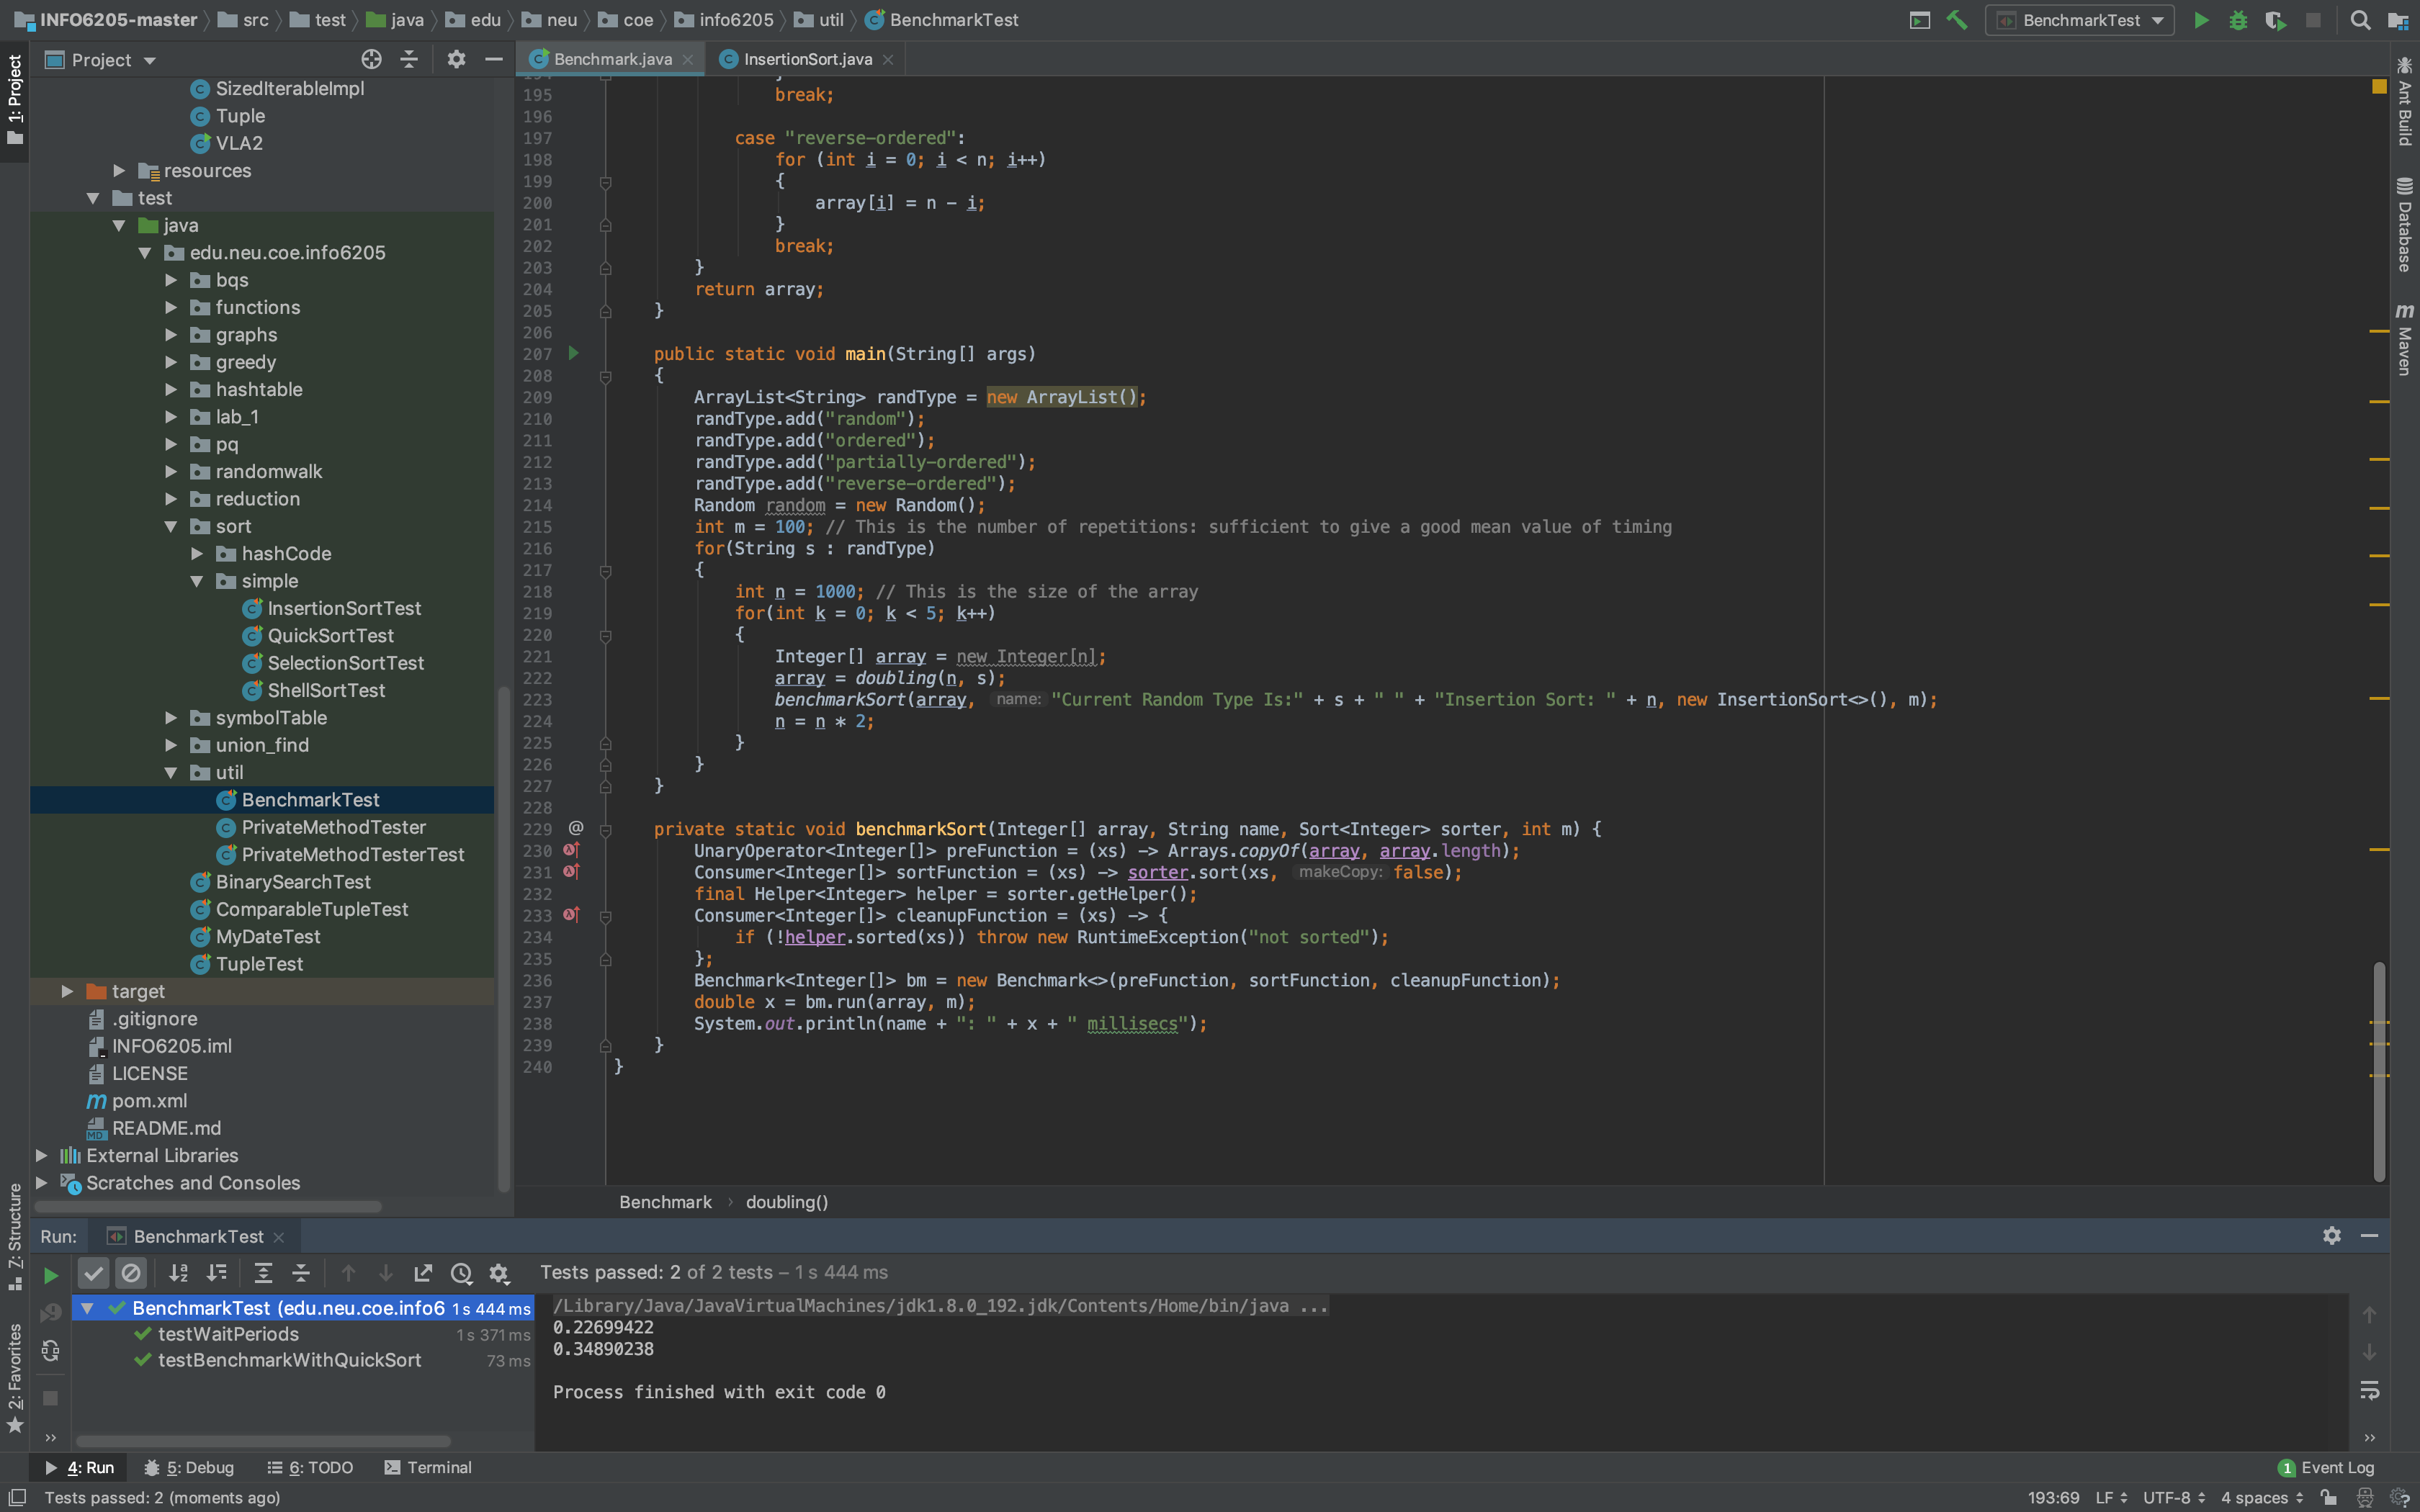 INFO6205-master src test java edu neu coe info6205 util BenchmarkTest
BenchmarkTest
1: Project
Project
Benchmark.java
InsertionSort.java
SizedIterableImpl
Tuple
VLA2
resources
test
java
edu.neu.coe.info6205
bqs
functions
graphs
greedy
hashtable
lab_1
pq
randomwalk
reduction
sort
hashCode
simple
InsertionSortTest
QuickSortTest
SelectionSortTest
ShellSortTest
symbolTable
union_find
util
BenchmarkTest
PrivateMethodTester
PrivateMethodTesterTest
BinarySearchTest
ComparableTupleTest
MyDateTest
TupleTest
target
.gitignore
INFO6205.iml
LICENSE
pom.xml
README.md
External Libraries
Scratches and Consoles
195 break;
196
197 case "reverse-ordered":
198 for (int i = 0; i < n; i++)
199 {
200 array[i] = n - i;
201 }
202 break;
203 }
204 return array;
205 }
206
207 public static void main(String[] args)
208 {
209 ArrayList<String> randType = new ArrayList();
210 randType.add("random");
211 randType.add("ordered");
212 randType.add("partially-ordered");
213 randType.add("reverse-ordered");
214 Random random = new Random();
215 int m = 100; // This is the number of repetitions: sufficient to give a good mean value of timing
216 for(String s : randType)
217 {
218 int n = 1000; // This is the size of the array
219 for(int k = 0; k < 5; k++)
220 {
221 Integer[] array = new Integer[n];
222 array = doubling(n, s);
223 benchmarkSort(array, name: "Current Random Type Is:" + s + " " + "Insertion Sort: " + n, new InsertionSort<>(), m);
224 n = n * 2;
225 }
226 }
227 }
228
229 @ private static void benchmarkSort(Integer[] array, String name, Sort<Integer> sorter, int m) {
230 UnaryOperator<Integer[]> preFunction = (xs) -> Arrays.copyOf(array, array.length);
231 Consumer<Integer[]> sortFunction = (xs) -> sorter.sort(xs, makeCopy: false);
232 final Helper<Integer> helper = sorter.getHelper();
233 Consumer<Integer[]> cleanupFunction = (xs) -> {
234 if (!helper.sorted(xs)) throw new RuntimeException("not sorted");
235 };
236 Benchmark<Integer[]> bm = new Benchmark<>(preFunction, sortFunction, cleanupFunction);
237 double x = bm.run(array, m);
238 System.out.println(name + ": " + x + " millisecs");
239 }
240 }
Benchmark › doubling()
Ant Build
Database
Maven
7: Structure
2: Favorites
Run: BenchmarkTest
Tests passed: 2 of 2 tests – 1 s 444 ms
BenchmarkTest (edu.neu.coe.info6 1 s 444 ms
testWaitPeriods 1 s 371 ms
testBenchmarkWithQuickSort 73 ms
/Library/Java/JavaVirtualMachines/jdk1.8.0_192.jdk/Contents/Home/bin/java ...
0.22699422
0.34890238
Process finished with exit code 0
4: Run 5: Debug 6: TODO Terminal
1 Event Log
Tests passed: 2 (moments ago)
193:69 LF UTF-8 4 spaces